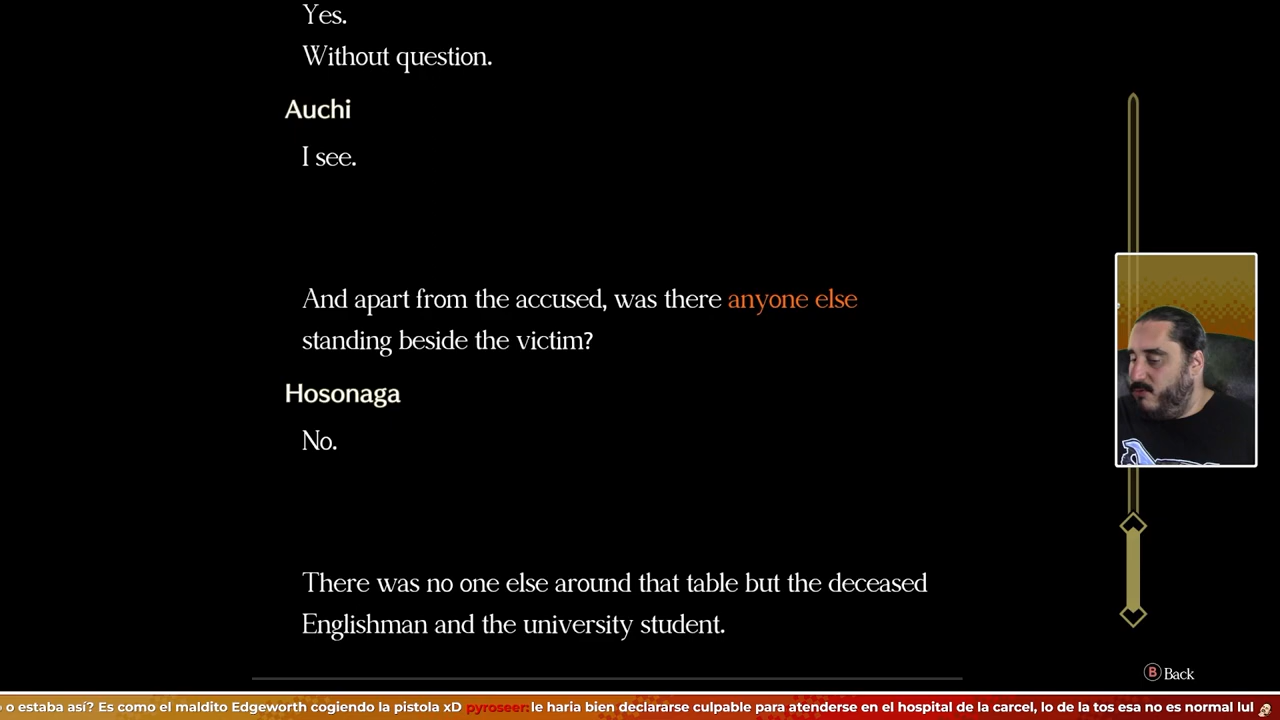 Yes.
Without question.
Auchi
I see.
And apart from the accused, was there anyone else
standing beside the victim?
Hosonaga
No.
There was no one else around that table but the deceased
Englishman and the university student.
B Back
o estaba así? Es como el maldito Edgeworth cogiendo la pistola xD pyroseer: le haria bien declararse culpable para atenderse en el hospital de la carcel, lo de la tos esa no es normal lul